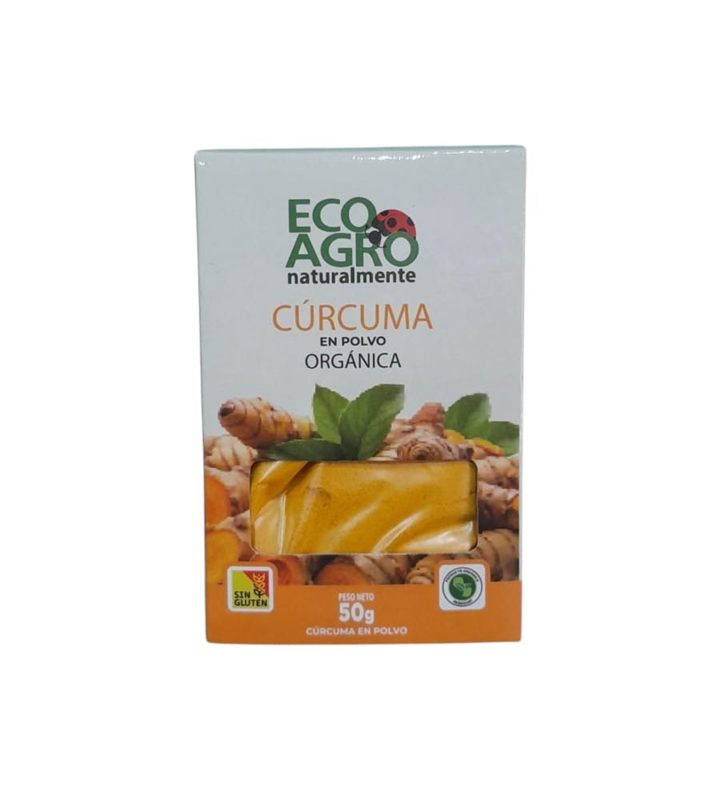 ECO
AGRO
naturalmente
CÚRCUMA
EN POLVO
ORGÁNICA
SIN
GLUTEN
PESO NETO
50g
CÚRCUMA EN POLVO